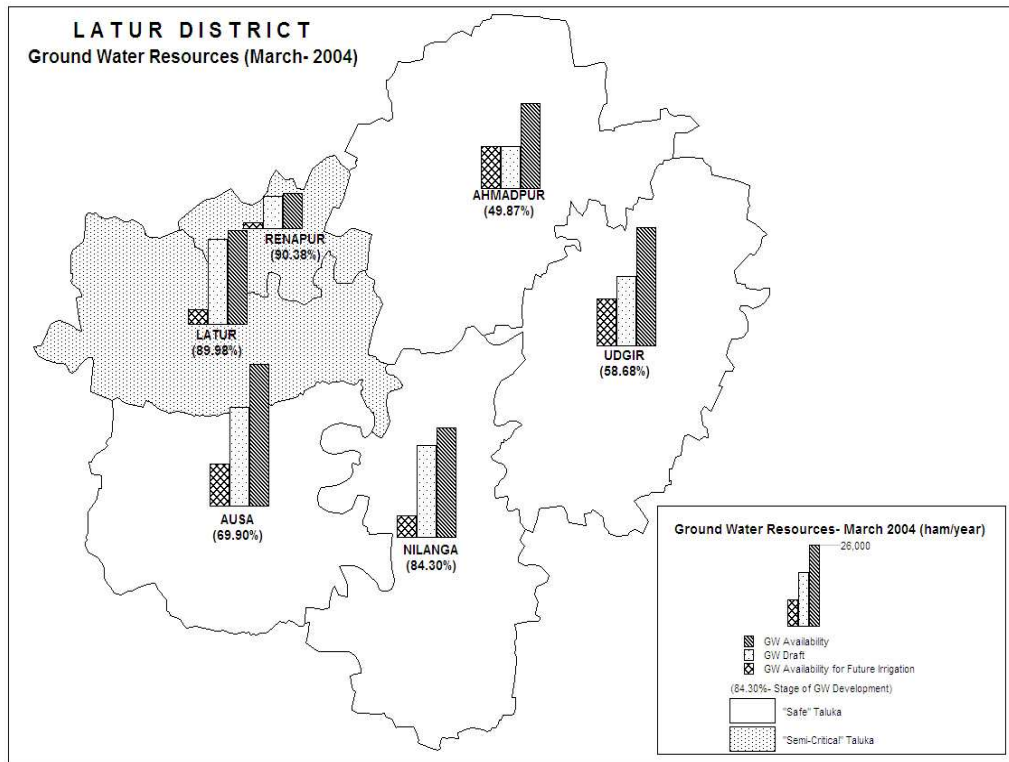 LATUR DISTRICT
Ground Water Resources (March- 2004)
AHMADPUR
(49.87%)
RENAPUR
(90.38%)
LATUR
(89.98%)
UDGIR
(58.68%)
AUSA
(69.90%)
NILANGA
(84.30%)
Ground Water Resources- March 2004 (ham/year)
26,000
GW Availability
GW Draft
GW Availability for Future Irrigation
(84.30%- Stage of GW Development)
"Safe" Taluka
"Semi-Critical" Taluka